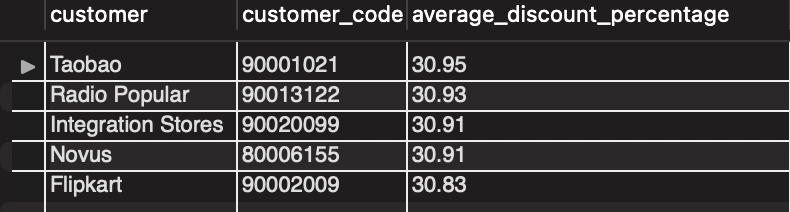 customer customer_code average_discount_percentage
Taobao 90001021 30.95
Radio Popular 90013122 30.93
Integration Stores 90020099 30.91
Novus 80006155 30.91
Flipkart 90002009 30.83